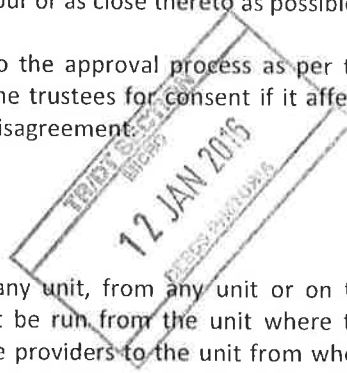 our or as close thereto as possible
o the approval process as per t
ne trustees for consent if it affe
isagreement.
MICRO
12 JAN 2016
any unit, from any unit or on t
t be run from the unit where t
e providers to the unit from whe